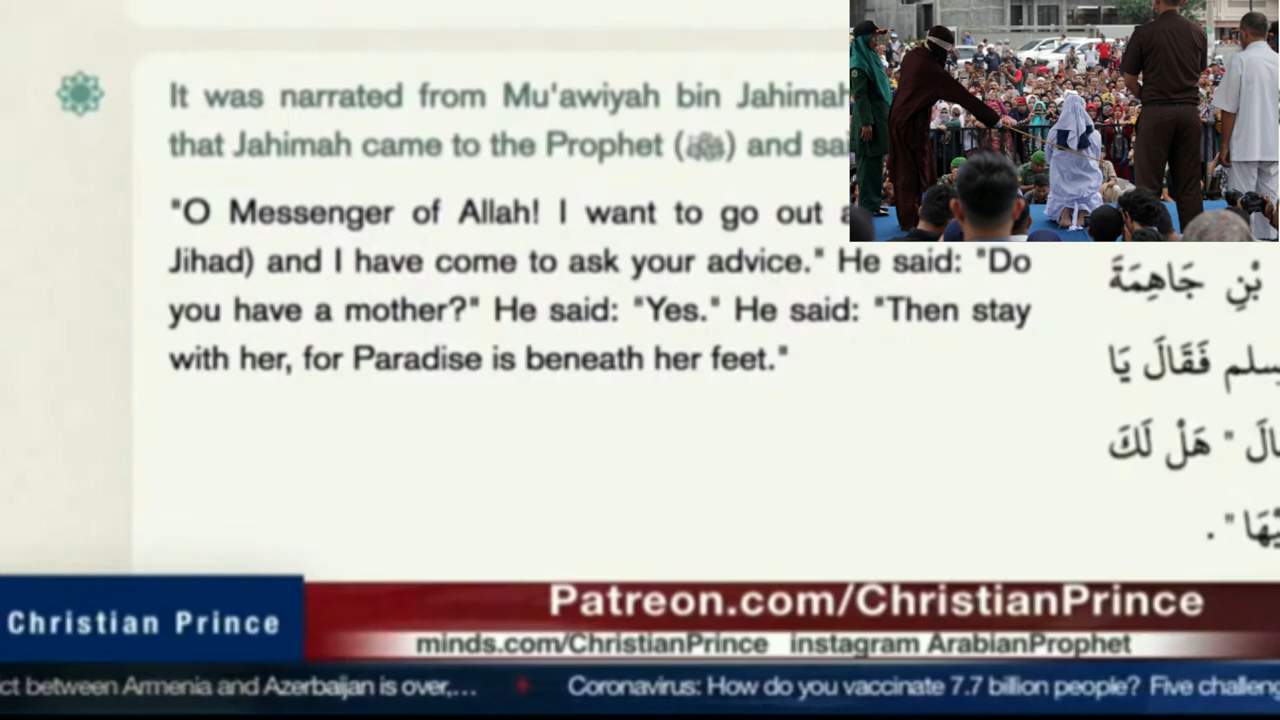 It was narrated from Mu'awiyah bin Jahimah
that Jahimah came to the Prophet (ﷺ) and sai
"O Messenger of Allah! I want to go out
Jihad) and I have come to ask your advice." He said: "Do
you have a mother?" He said: "Yes." He said: "Then stay
with her, for Paradise is beneath her feet."
بْنِ جَاهِمَةَ
سلم فَقَالَ يَا
الَ " هَلْ لَكَ
يْهَا " .
Patreon.com/ChristianPrince
Christian Prince
minds.com/ChristianPrince instagram ArabianProphet
ct between Armenia and Azerbaijan is over,... Coronavirus: How do you vaccinate 7.7 billion people? Five challeng